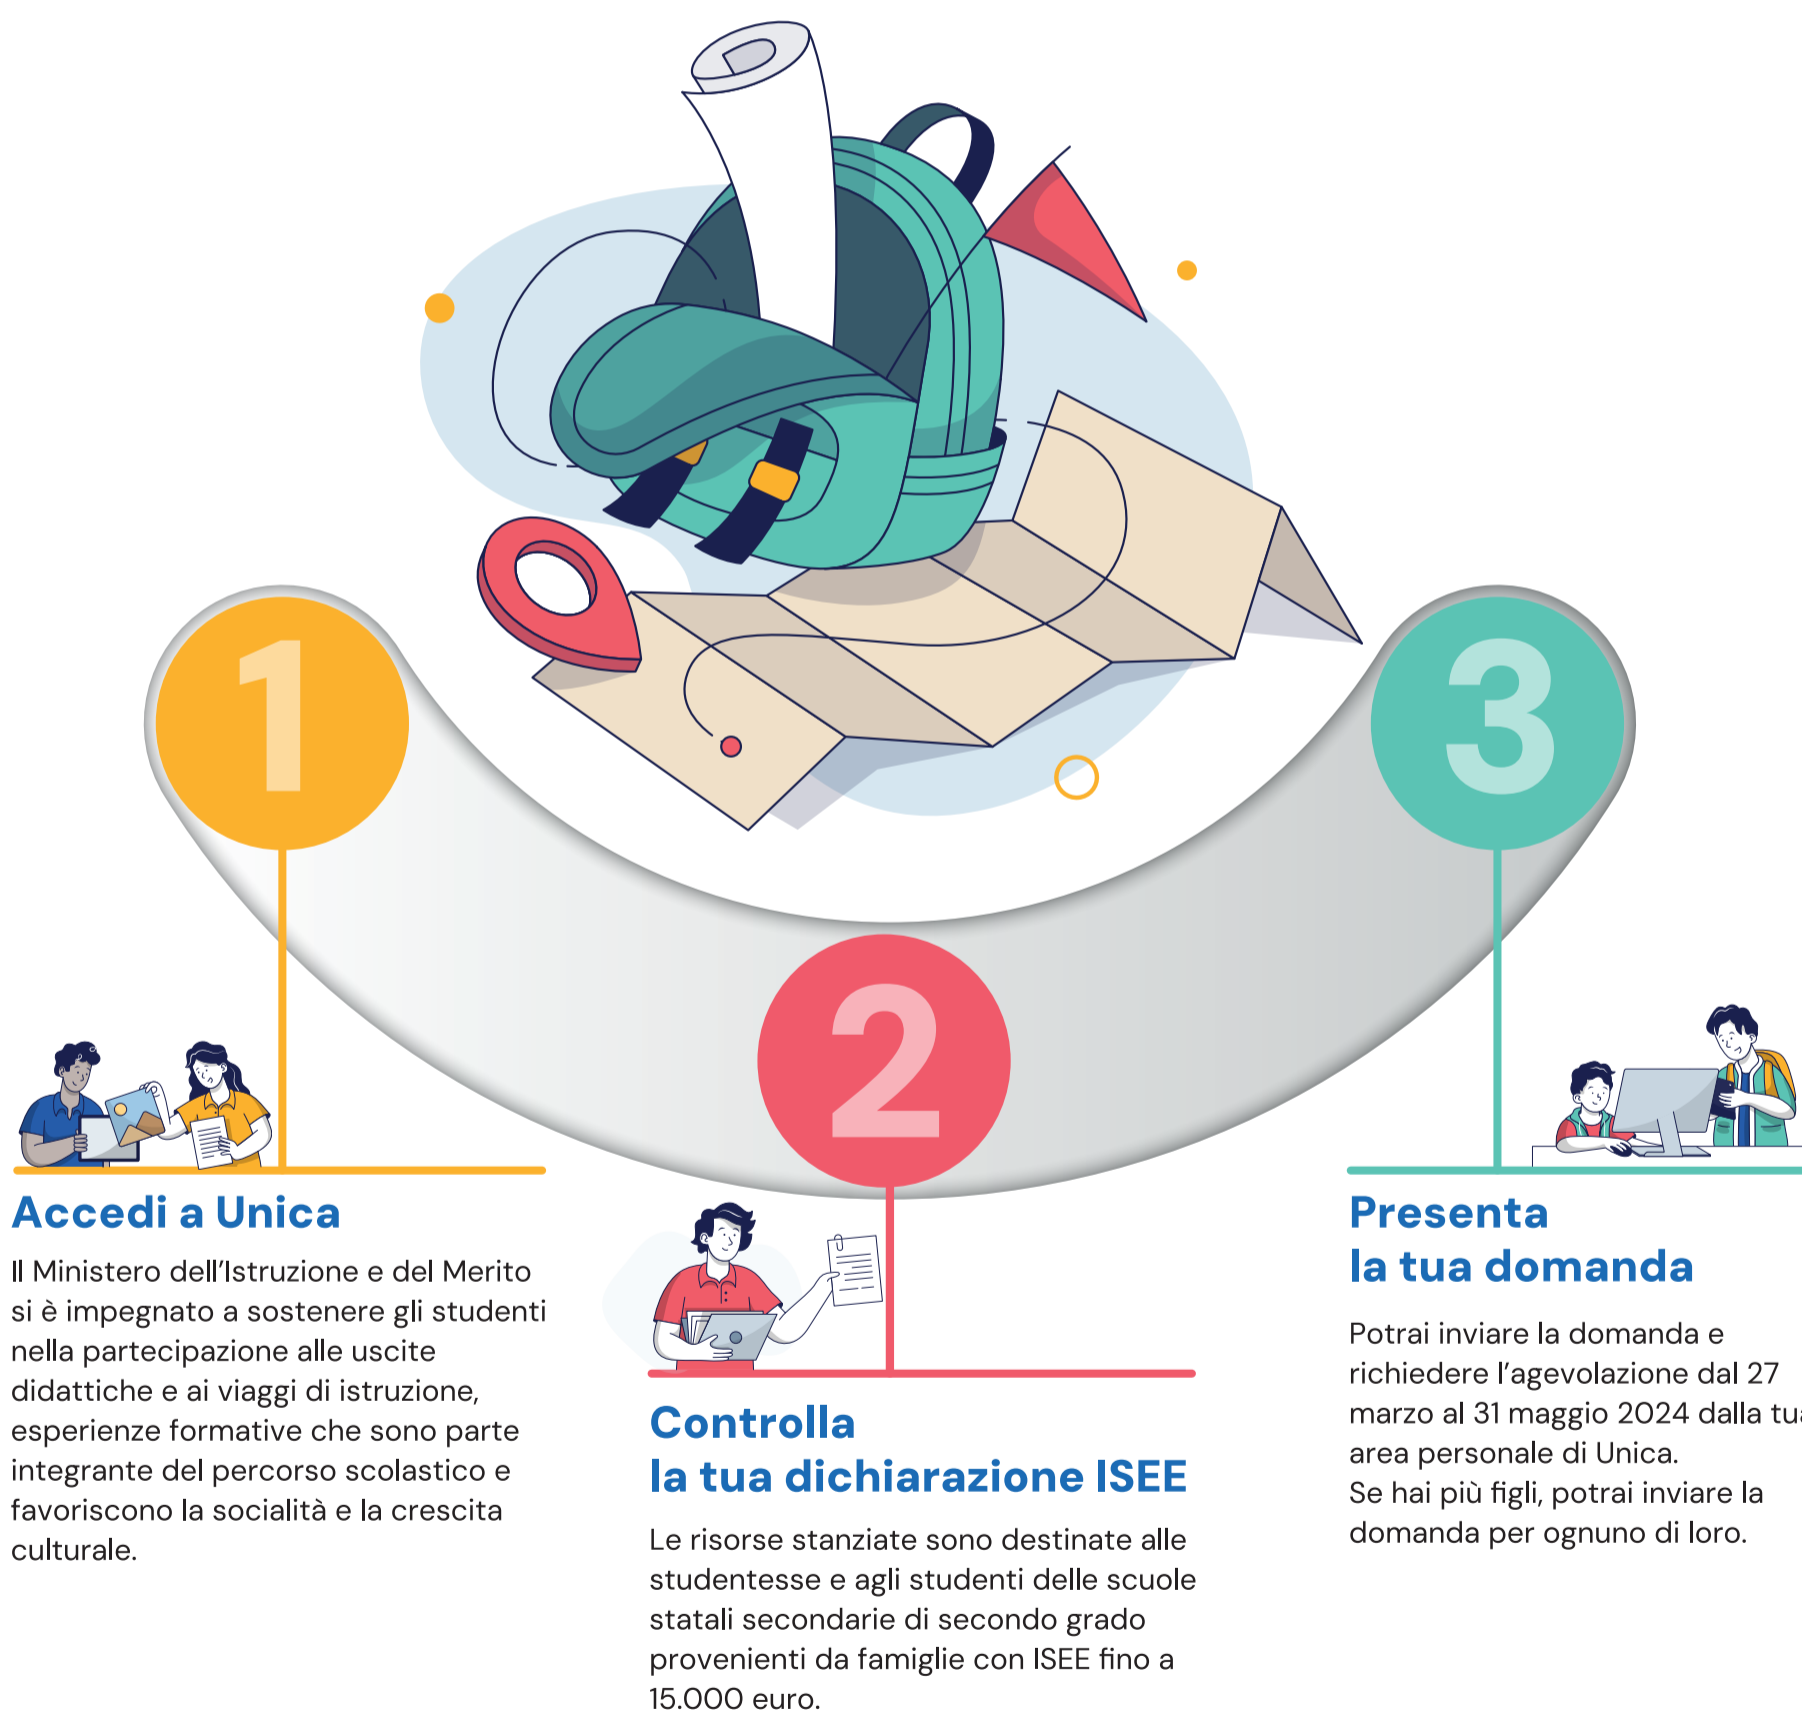 1
Accedi a Unica
Il Ministero dell'Istruzione e del Merito
si è impegnato a sostenere gli studenti
nella partecipazione alle uscite
didattiche e ai viaggi di istruzione,
esperienze formative che sono parte
integrante del percorso scolastico e
favoriscono la socialità e la crescita
culturale.
2
Controlla
la tua dichiarazione ISEE
Le risorse stanziate sono destinate alle
studentesse e agli studenti delle scuole
statali secondarie di secondo grado
provenienti da famiglie con ISEE fino a
15.000 euro.
3
Presenta
la tua domanda
Potrai inviare la domanda e
richiedere l'agevolazione dal 27
marzo al 31 maggio 2024 dalla tua
area personale di Unica.
Se hai più figli, potrai inviare la
domanda per ognuno di loro.